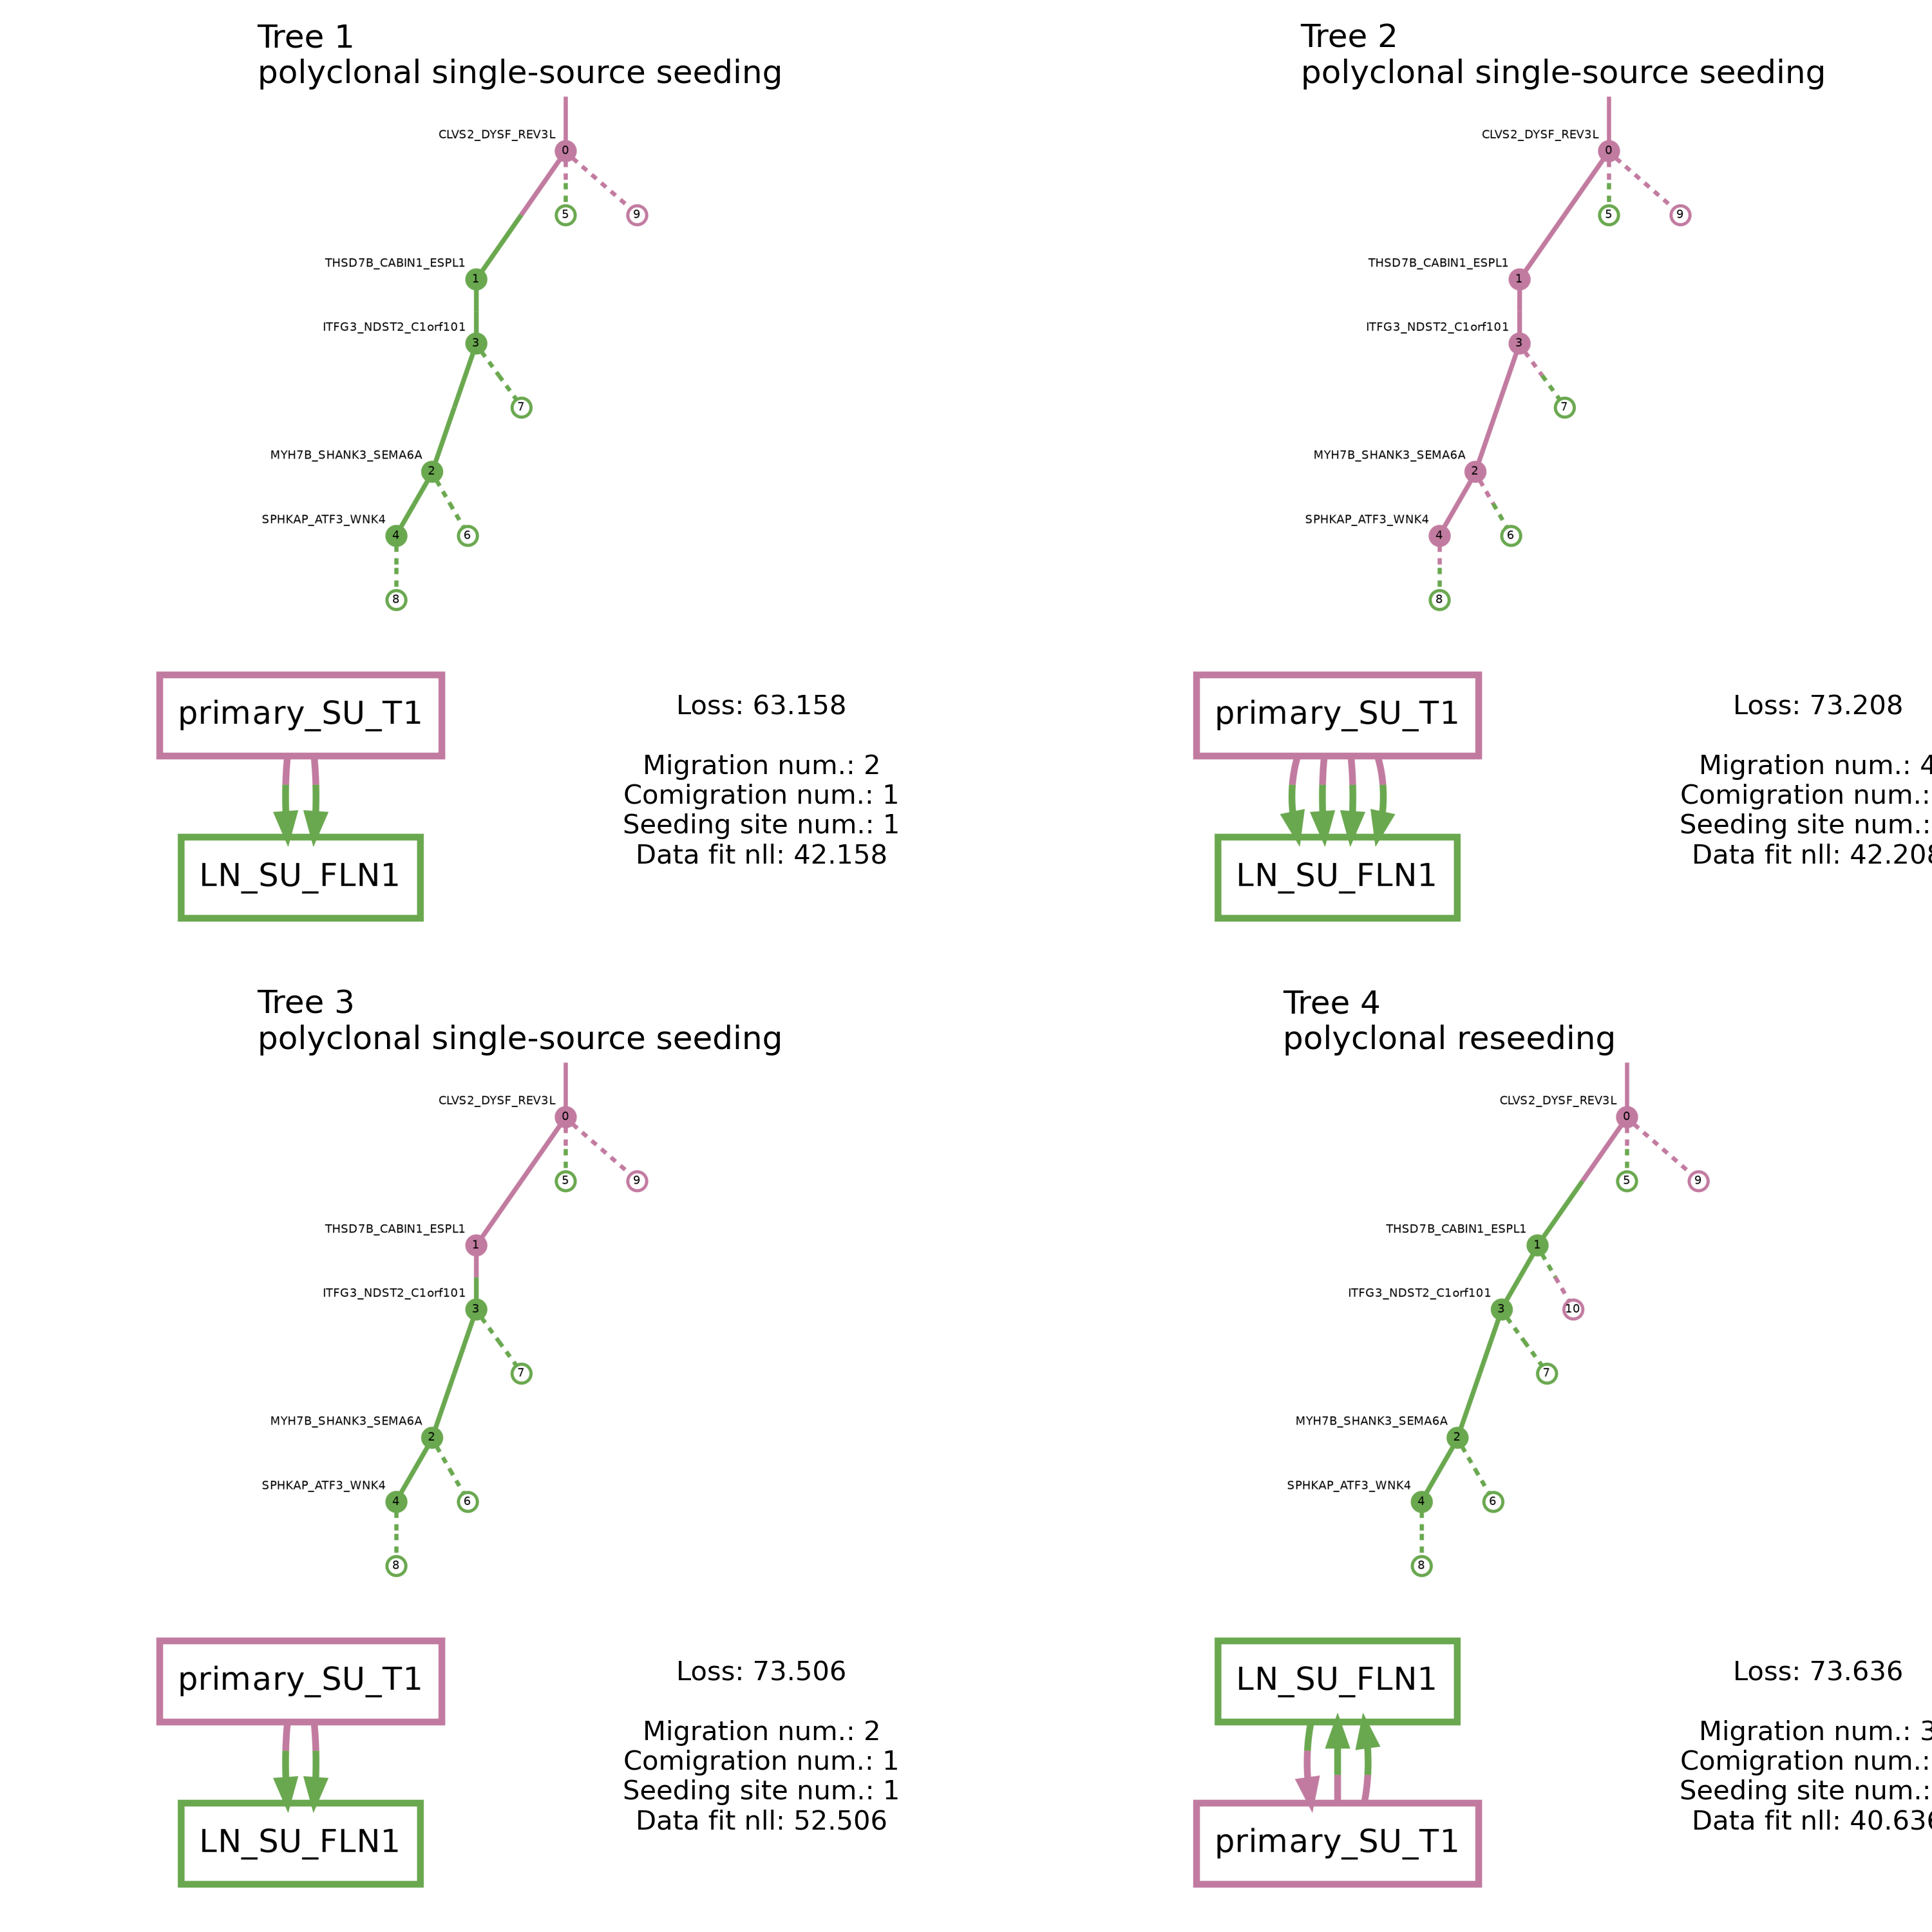 Tree 1
polyclonal single-source seeding
CLVS2_DYSF_REV3L
0
5
9
THSD7B_CABIN1_ESPL1
1
ITFG3_NDST2_C1orf101
3
7
MYH7B_SHANK3_SEMA6A
2
SPHKAP_ATF3_WNK4
4
6
8
primary_SU_T1
LN_SU_FLN1
Loss: 63.158
Migration num.: 2
Comigration num.: 1
Seeding site num.: 1
Data fit nll: 42.158
Tree 2
polyclonal single-source seeding
CLVS2_DYSF_REV3L
0
5
9
THSD7B_CABIN1_ESPL1
1
ITFG3_NDST2_C1orf101
3
7
MYH7B_SHANK3_SEMA6A
2
SPHKAP_ATF3_WNK4
4
6
8
primary_SU_T1
LN_SU_FLN1
Loss: 73.208
Migration num.: 4
Comigration num.:
Seeding site num.:
Data fit nll: 42.208
Tree 3
polyclonal single-source seeding
CLVS2_DYSF_REV3L
0
5
9
THSD7B_CABIN1_ESPL1
1
ITFG3_NDST2_C1orf101
3
7
MYH7B_SHANK3_SEMA6A
2
SPHKAP_ATF3_WNK4
4
6
8
primary_SU_T1
LN_SU_FLN1
Loss: 73.506
Migration num.: 2
Comigration num.: 1
Seeding site num.: 1
Data fit nll: 52.506
Tree 4
polyclonal reseeding
CLVS2_DYSF_REV3L
0
5
9
THSD7B_CABIN1_ESPL1
1
ITFG3_NDST2_C1orf101
3
10
7
MYH7B_SHANK3_SEMA6A
2
SPHKAP_ATF3_WNK4
4
6
8
LN_SU_FLN1
primary_SU_T1
Loss: 73.636
Migration num.: 3
Comigration num.:
Seeding site num.:
Data fit nll: 40.636